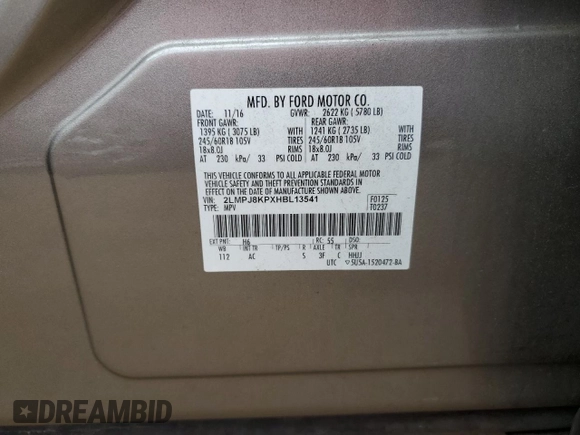 MFD. BY FORD MOTOR CO.
DATE: 11/16 GVWR: 2622 KG ( 5780 LB)
FRONT GAWR: REAR GAWR:
1395 KG ( 3075 LB) WITH 1241 KG ( 2735 LB) WITH
245/60R18 105V TIRES 245/60R18 105V TIRES
18x8.0J RIMS 18x8.0J RIMS
AT 230 kPa/ 33 PSI COLD AT 230 kPa/ 33 PSI COLD
THIS VEHICLE CONFORMS TO ALL APPLICABLE FEDERAL MOTOR
VEHICLE SAFETY AND THEFT PREVENTION STANDARDS IN
EFFECT ON THE DATE OF MANUFACTURE SHOWN ABOVE.
VIN: 2LMPJ8KPXHBL13541 F0125
TYPE: MPV T0237
EXT PNT: H6 RC: 55 DSO:
WB INT TR TP/PS R AXLE TR SPR
112 AC S 3F C HHJJ
UTC 5USA-1520472-BA
DREAMBID